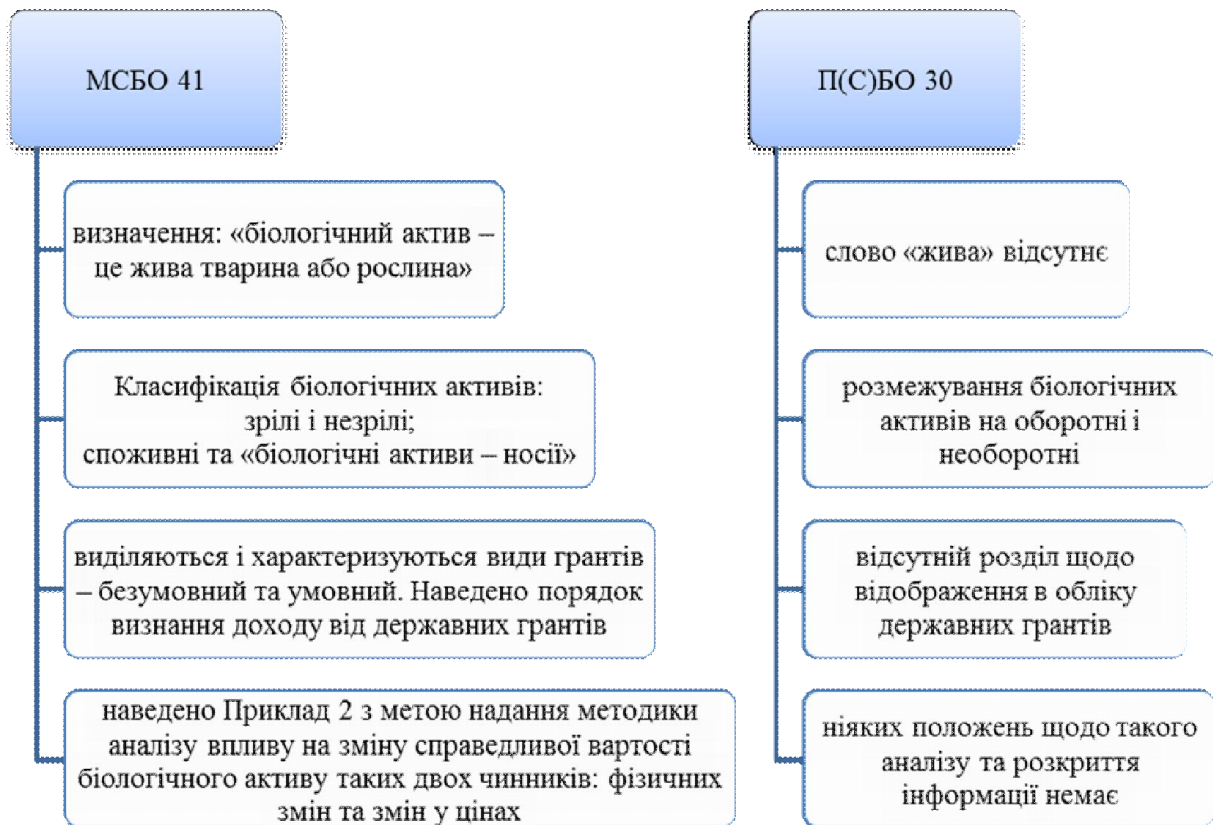 МСБО 41
визначення: «біологічний актив –
це жива тварина або рослина»
Класифікація біологічних активів:
зрілі і незрілі;
споживні та «біологічні активи – носії»
виділяються і характеризуються види грантів
– безумовний та умовний. Наведено порядок
визнання доходу від державних грантів
наведено Приклад 2 з метою надання методики
аналізу впливу на зміну справедливої вартості
біологічного активу таких двох чинників: фізичних
змін та змін у цінах
П(С)БО 30
слово «жива» відсутнє
розмежування біологічних
активів на оборотні і
необоротні
відсутній розділ щодо
відображення в обліку
державних грантів
ніяких положень щодо такого
аналізу та розкриття
інформації немає